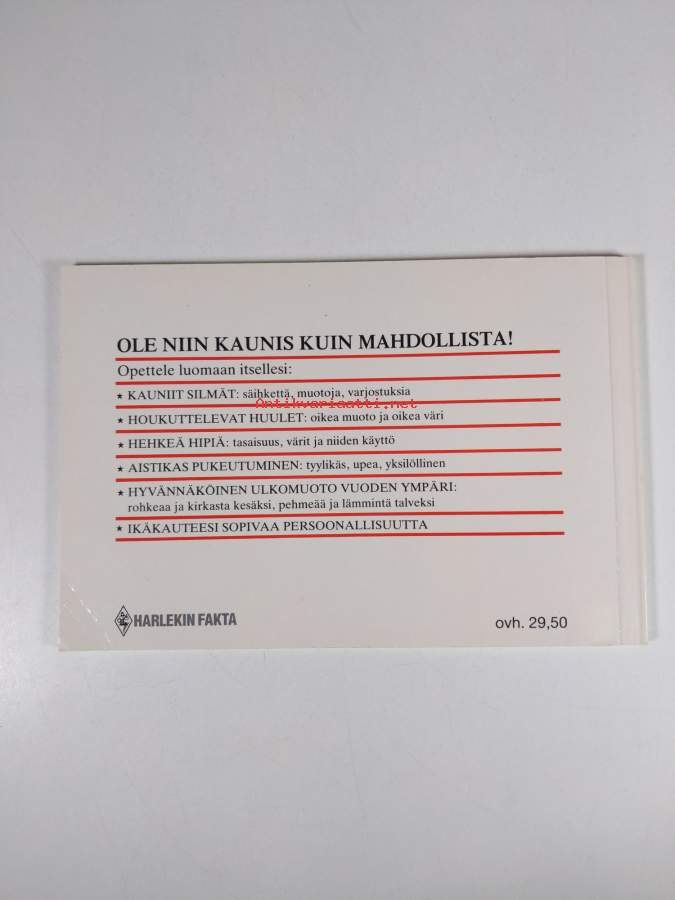 OLE NIIN KAUNIS KUIN MAHDOLLISTA!
Opettele luomaan itsellesi:
★ KAUNIIT SILMÄT: säihkettä, muotoja, varjostuksia
Antikvariaatti.net
★ HOUKUTTELEVAT HUULET: oikea muoto ja oikea väri
★ HEHKEÄ HIPIÄ: tasaisuus, värit ja niiden käyttö
★ AISTIKAS PUKEUTUMINEN: tyylikäs, upea, yksilöllinen
★ HYVÄNNÄKÖINEN ULKOMUOTO VUODEN YMPÄRI:
rohkeaa ja kirkasta kesäksi, pehmeää ja lämmintä talveksi
★ IKÄKAUTEESI SOPIVAA PERSOONALLISUUTTA
HARLEKIN FAKTA
ovh. 29,50